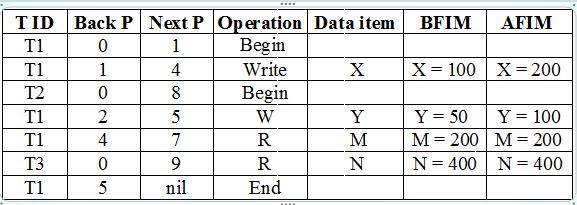 T ID Back P Next P Operation Data item BFIM AFIM
T1 0 1 Begin
T1 1 4 Write X X = 100 X = 200
T2 0 8 Begin
T1 2 5 W Y Y = 50 Y = 100
T1 4 7 R M M = 200 M = 200
T3 0 9 R N N = 400 N = 400
T1 5 nil End